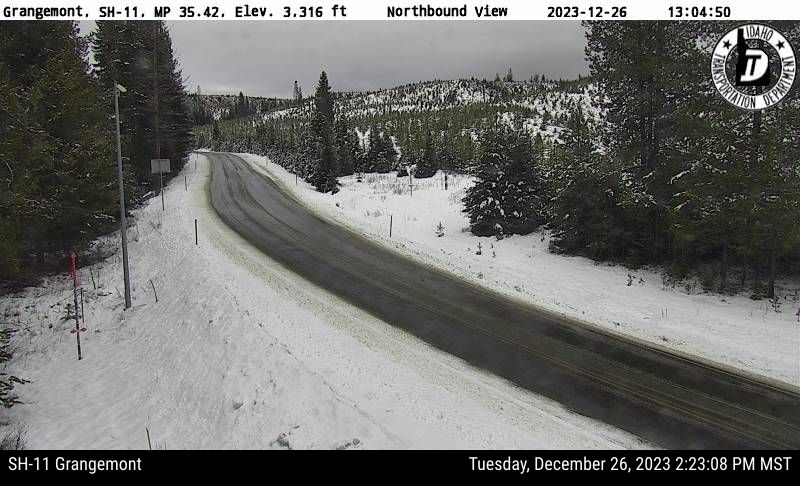 Grangemont, SH-11, MP 35.42, Elev. 3,316 ft Northbound View 2023-12-26 13:04:50
IDAHO
TRANSPORTATION DEPARTMENT
SH-11 Grangemont Tuesday, December 26, 2023 2:23:08 PM MST